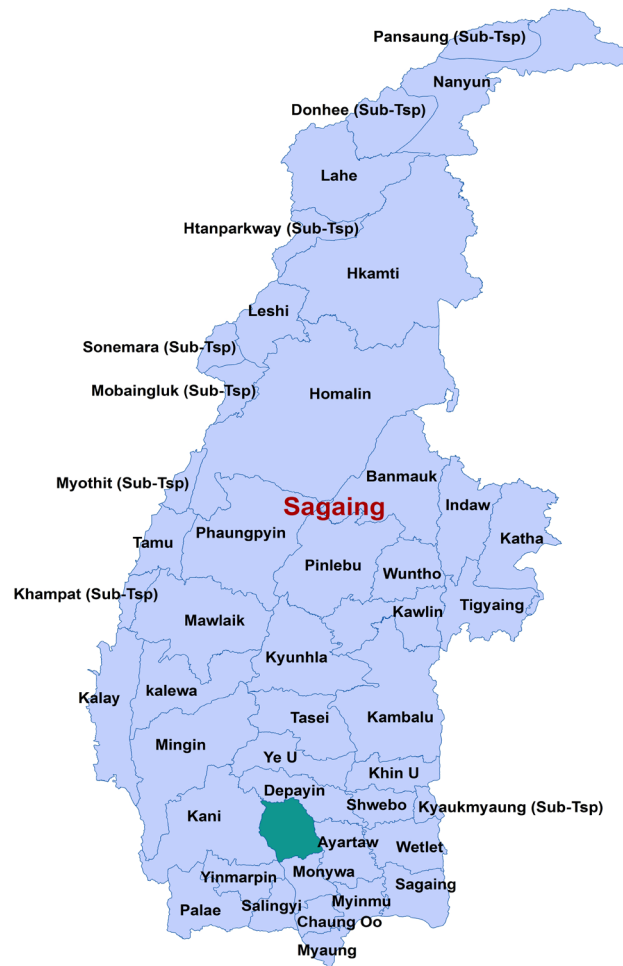 Pansaung (Sub-Tsp)
Nanyun
Donhee (Sub-Tsp)
Lahe
Htanparkway (Sub-Tsp)
Hkamti
Leshi
Sonemara (Sub-Tsp)
Mobaingluk (Sub-Tsp)
Homalin
Banmauk
Myothit (Sub-Tsp)
Indaw
Sagaing
Phaungpyin
Katha
Tamu
Pinlebu
Wuntho
Khampat (Sub-Tsp)
Tigyaing
Kawlin
Mawlaik
Kyunhla
kalewa
Kalay
Tasei
Kambalu
Mingin
Ye U
Khin U
Depayin
Shwebo
Kyaukmyaung (Sub-Tsp)
Kani
Ayartaw
Wetlet
Monywa
Yinmarpin
Sagaing
Myinmu
Salingyi
Palae
Chaung Oo
Myaung